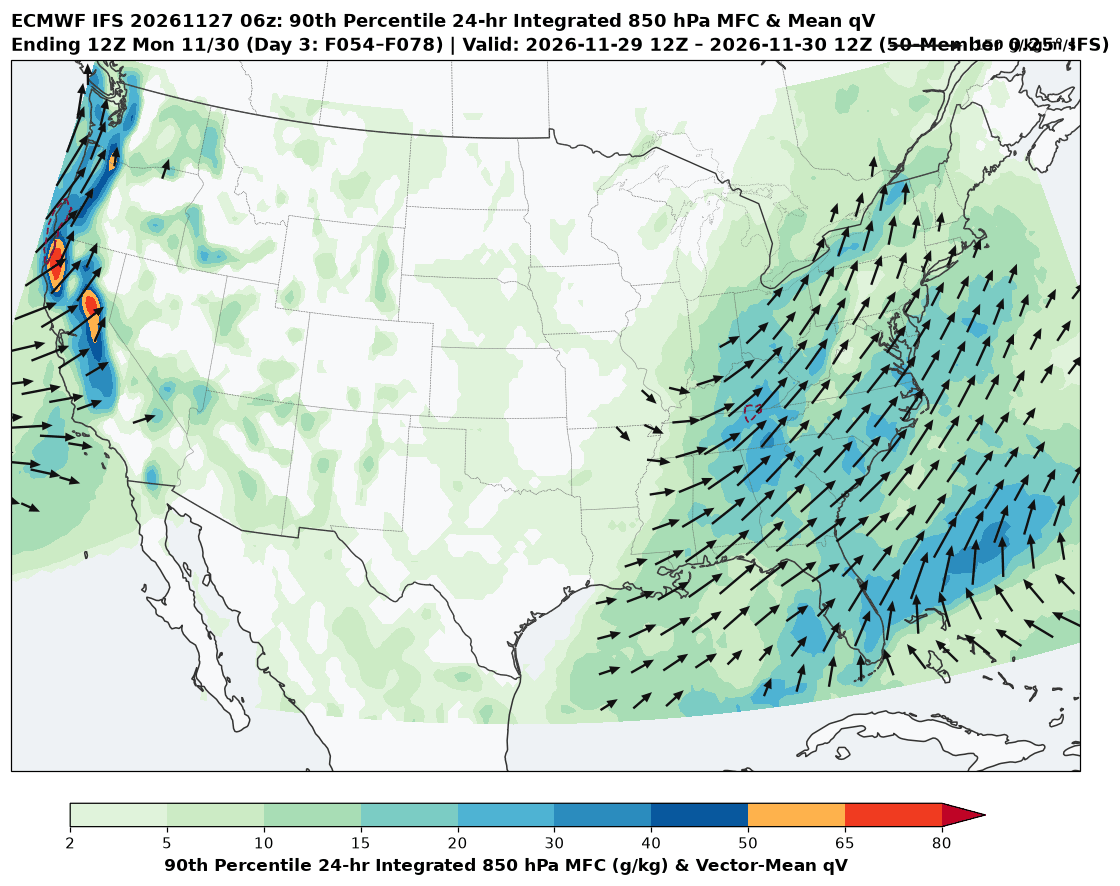 ECMWF IFS 20261127 06z: 90th Percentile 24-hr Integrated 850 hPa MFC & Mean qV
Ending 12Z Mon 11/30 (Day 3: F054–F078) | Valid: 2026-11-29 12Z – 2026-11-30 12Z (50-Member 0.25° IFS)
2 5 10 15 20 30 40 50 65 80
90th Percentile 24-hr Integrated 850 hPa MFC (g/kg) & Vector-Mean qV